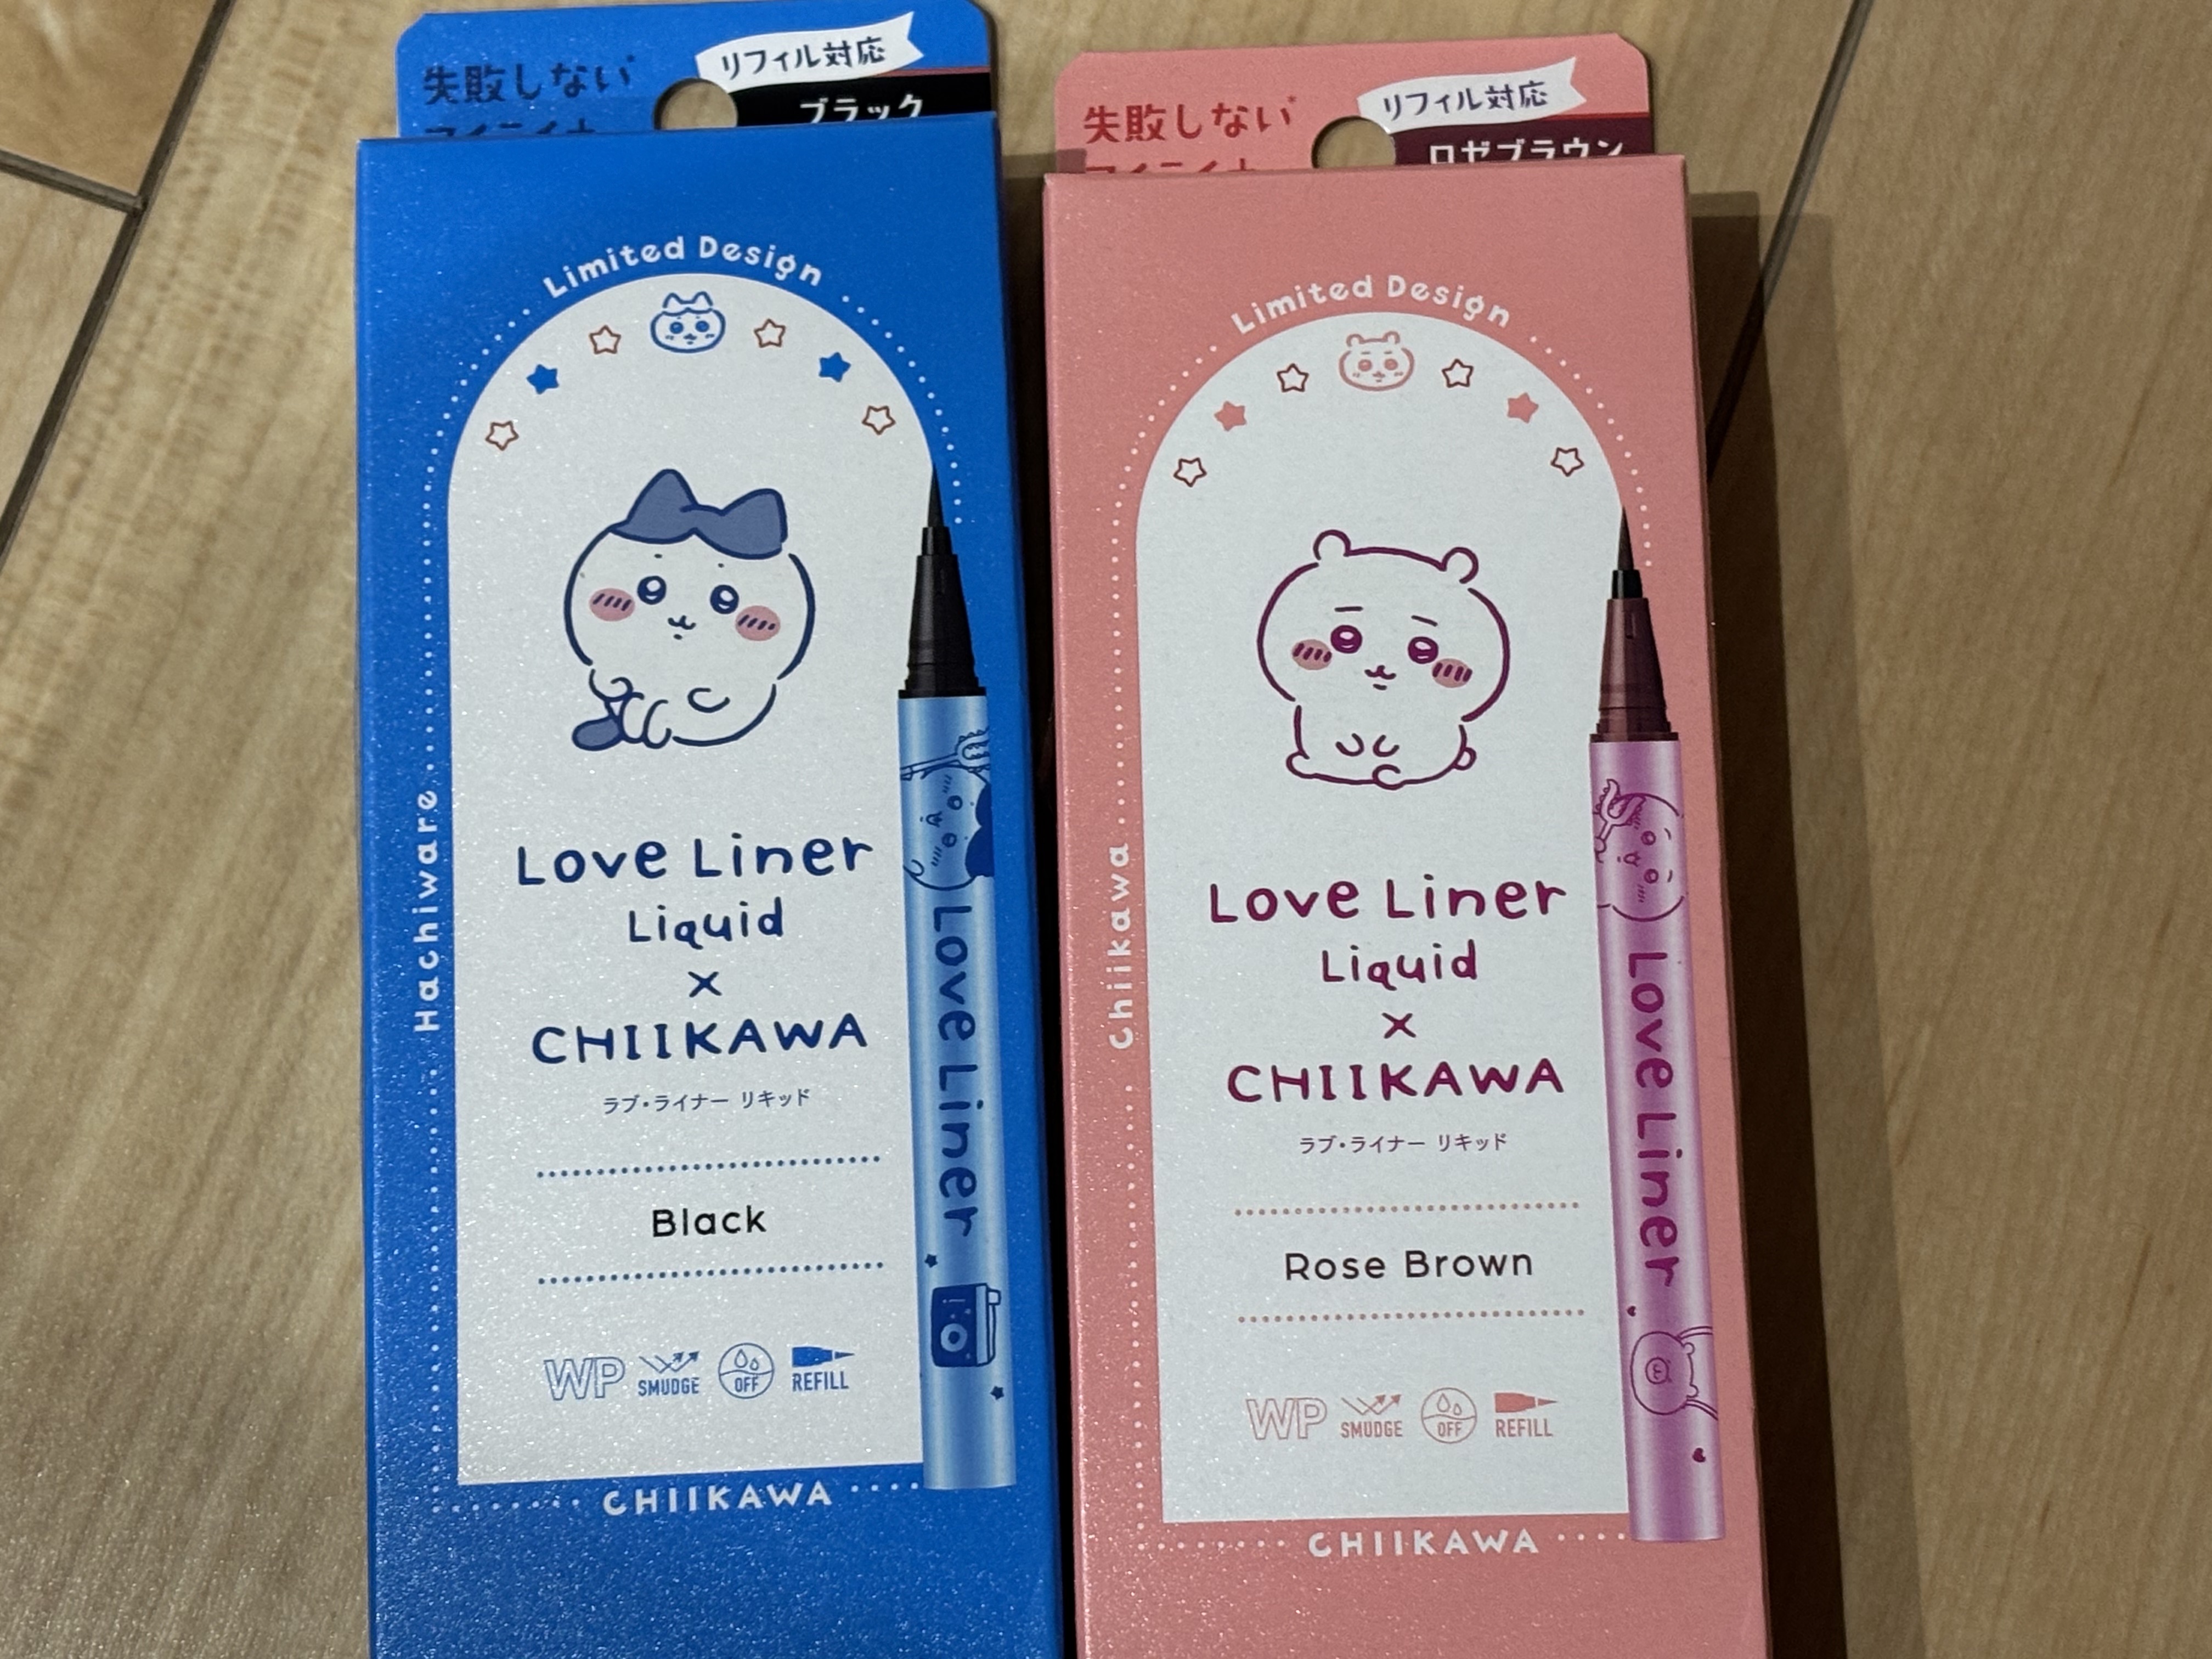 失敗しない*
リフィル対応
ブラック
Limited Design
Hachiware
Love Liner
Liquid
×
CHIIKAWA
ラブ・ライナー リキッド
Black
WP
SMUDGE
OFF
REFILL
Love Liner
CHIIKAWA
失敗しない*
リフィル対応
ロゼブラウン
Limited Design
Chiikawa
Love Liner
Liquid
×
CHIIKAWA
ラブ・ライナー リキッド
Rose Brown
WP
SMUDGE
OFF
REFILL
Love Liner
CHIIKAWA